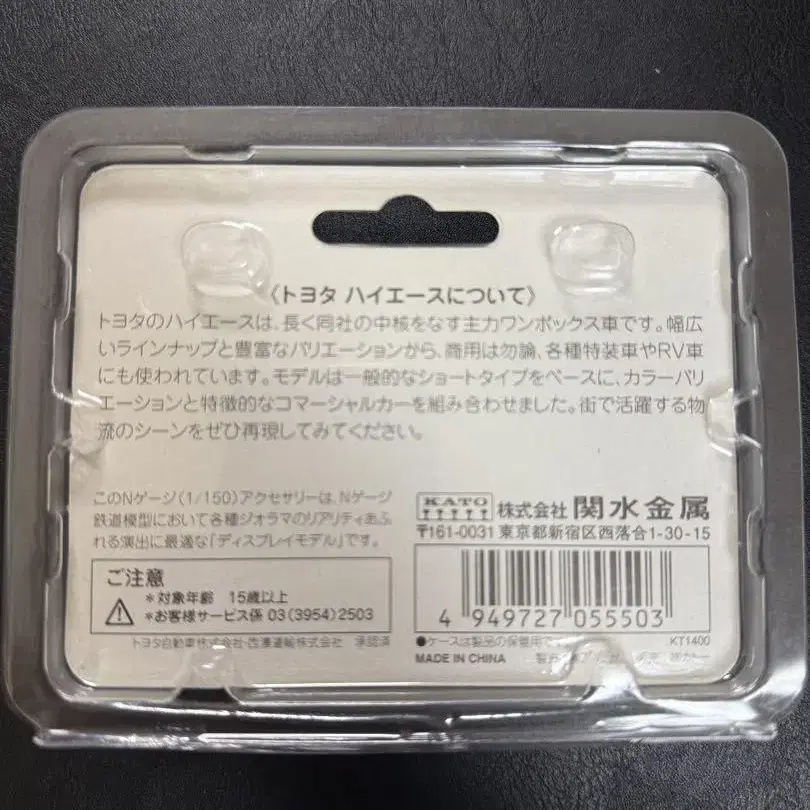 〈トヨタ ハイエースについて〉
トヨタのハイエースは、長く同社の中核をなす主力ワンボックス車です。幅広
いラインナップと豊富なバリエーションから、商用は勿論、各種特装車やRV車
にも使われています。モデルは一般的なショートタイプをベースに、カラーバリ
エーションと特徴的なコマーシャルカーを組み合わせました。街で活躍する物
流のシーンをぜひ再現してみてください。
このNゲージ(1/150)アクセサリーは、Nゲージ
鉄道模型において各種ジオラマのリアリティあふ
れる演出に最適な「ディスプレイモデル」です。
ご注意
*対象年齢 15歳以上
*お客様サービス係 03(3954)2503
トヨタ自動車株式会社・西濃運輸株式会社 承認済
KATO 株式会社 関水金属
〒161-0031 東京都新宿区西落合1-30-15
4 949727 055503
●ケースは製品の保管用で
KT1400
MADE IN CHINA